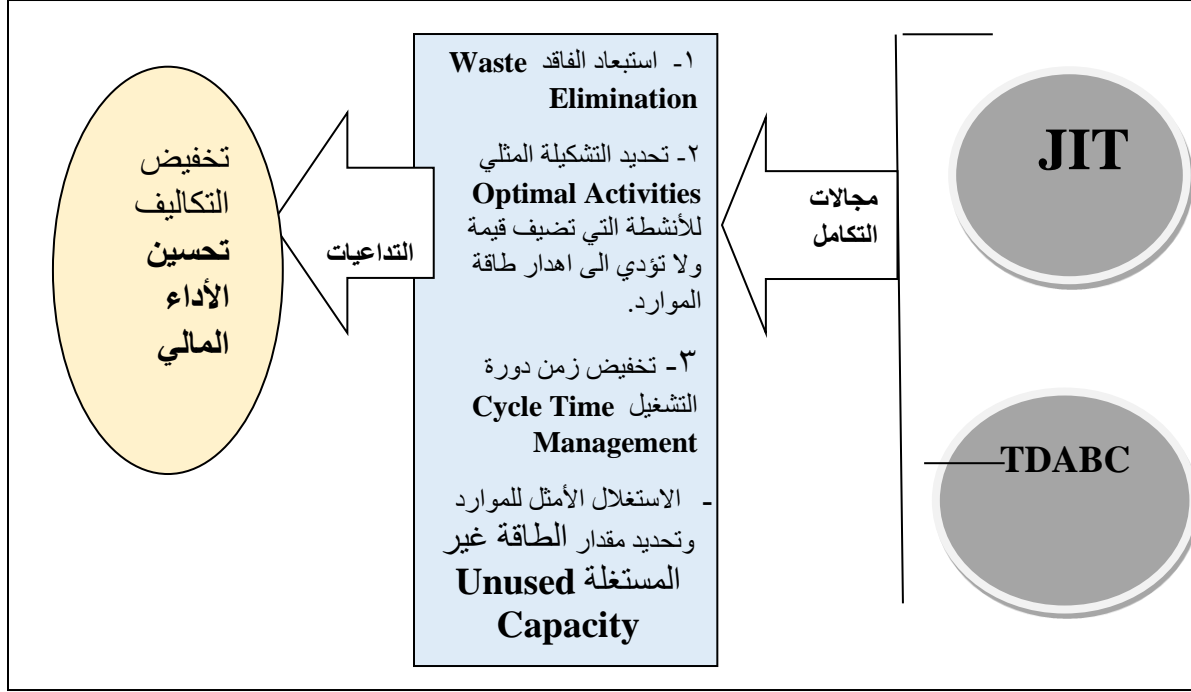 JIT
TDABC
مجالات
التكامل
١- استبعاد الفاقد Waste
Elimination
٢- تحديد التشكيلة المثلي
Optimal Activities
للأنشطة التي تضيف قيمة
ولا تؤدي الى اهدار طاقة
الموارد.
٣- تخفيض زمن دورة
التشغيل Cycle Time
Management
- الاستغلال الأمثل للموارد
وتحديد مقدار الطاقة غير
المستغلة Unused
Capacity
التداعيات
تخفيض
التكاليف
تحسين
الأداء
المالي